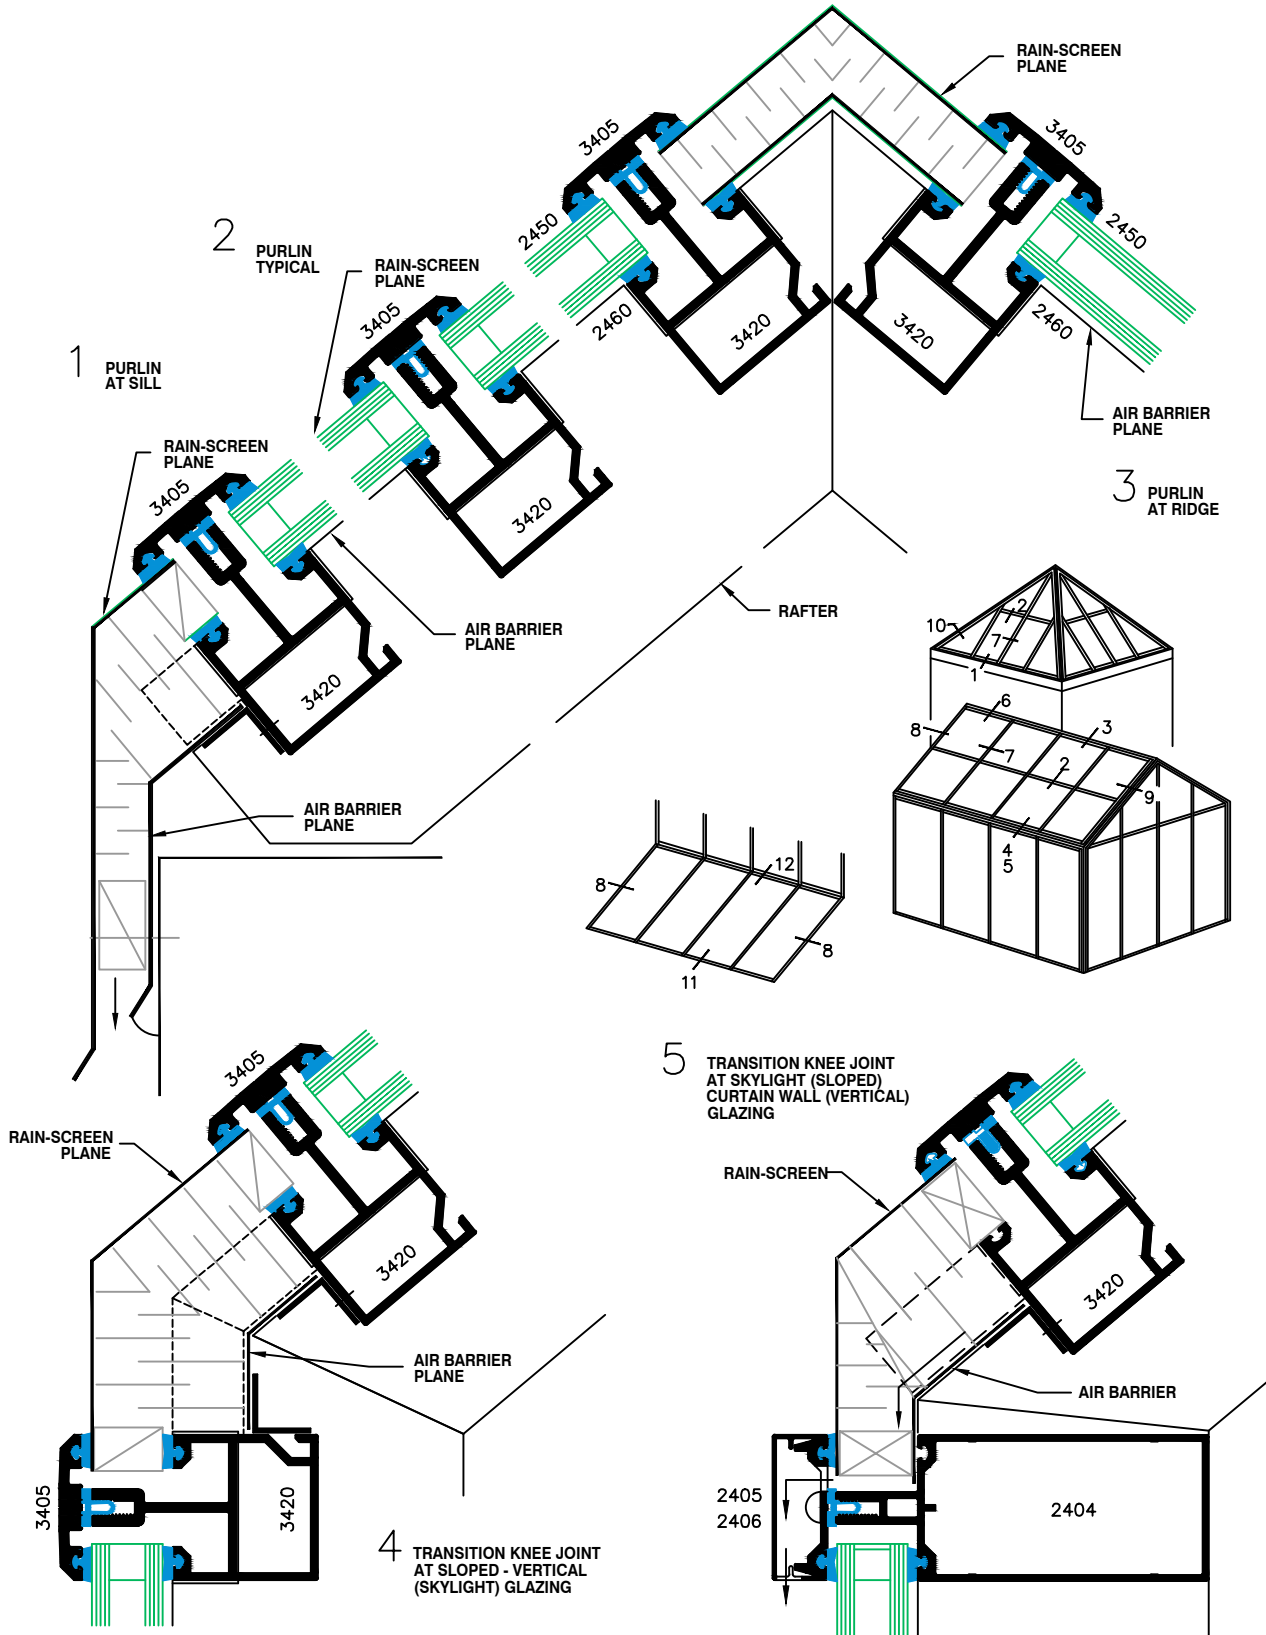 RAIN-SCREEN
PLANE
3405
3405
2
PURLIN
TYPICAL
2450
2450
RAIN-SCREEN
PLANE
3405
2460
3420
3420
2460
1
PURLIN
AT SILL
AIR BARRIER
PLANE
RAIN-SCREEN
PLANE
3405
3420
3
PURLIN
AT RIDGE
AIR BARRIER
PLANE
RAFTER
3420
2
10
7
1
6
8
3
7
2
9
4
5
AIR BARRIER
PLANE
12
8
8
11
3405
RAIN-SCREEN
PLANE
3420
AIR BARRIER
PLANE
3405
3420
4
TRANSITION KNEE JOINT
AT SLOPED - VERTICAL
(SKYLIGHT) GLAZING
5
TRANSITION KNEE JOINT
AT SKYLIGHT (SLOPED)
CURTAIN WALL (VERTICAL)
GLAZING
RAIN-SCREEN
3420
AIR BARRIER
2405
2406
2404